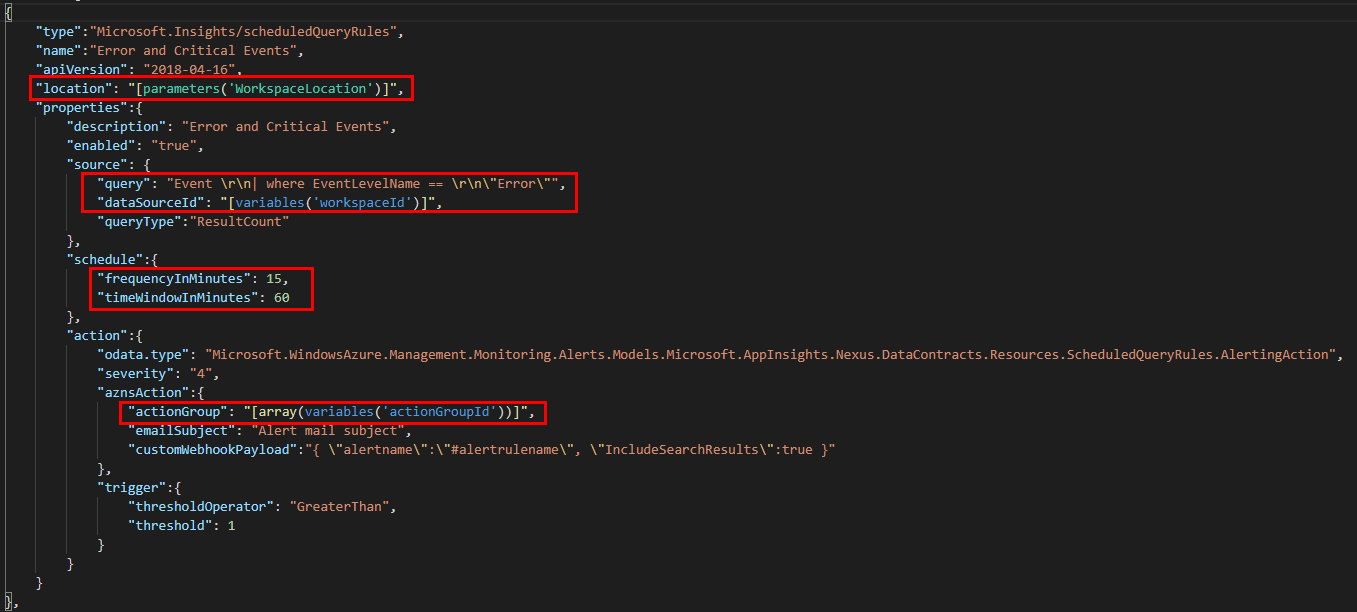 {
"type":"Microsoft.Insights/scheduledQueryRules",
"name":"Error and Critical Events",
"apiVersion": "2018-04-16",
"location": "[parameters('WorkspaceLocation')]",
"properties":{
"description": "Error and Critical Events",
"enabled": "true",
"source": {
"query": "Event \r\n| where EventLevelName == \r\n\"Error\"",
"dataSourceId": "[variables('workspaceId')]",
"queryType":"ResultCount"
},
"schedule":{
"frequencyInMinutes": 15,
"timeWindowInMinutes": 60
},
"action":{
"odata.type": "Microsoft.WindowsAzure.Management.Monitoring.Alerts.Models.Microsoft.AppInsights.Nexus.DataContracts.Resources.ScheduledQueryRules.AlertingAction",
"severity": "4",
"aznsAction":{
"actionGroup": "[array(variables('actionGroupId'))]",
"emailSubject": "Alert mail subject",
"customWebhookPayload":"{ \"alertname\":\"#alertrulename\", \"IncludeSearchResults\":true }"
},
"trigger":{
"thresholdOperator": "GreaterThan",
"threshold": 1
}
}
}
},